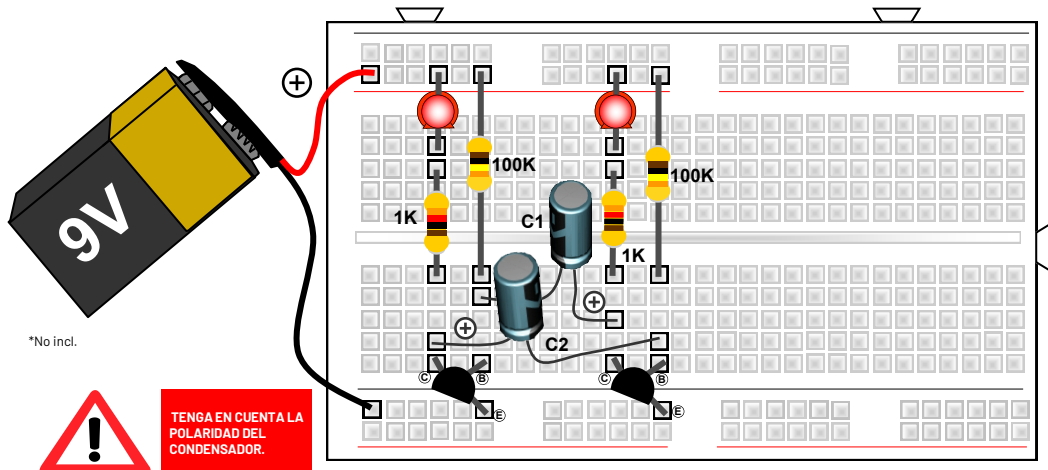 +
9V
100K
100K
1K
C1
1K
+
+
C2
*No incl.
C
B
E
C
B
E
TENGA EN CUENTA LA
POLARIDAD DEL
CONDENSADOR.
!